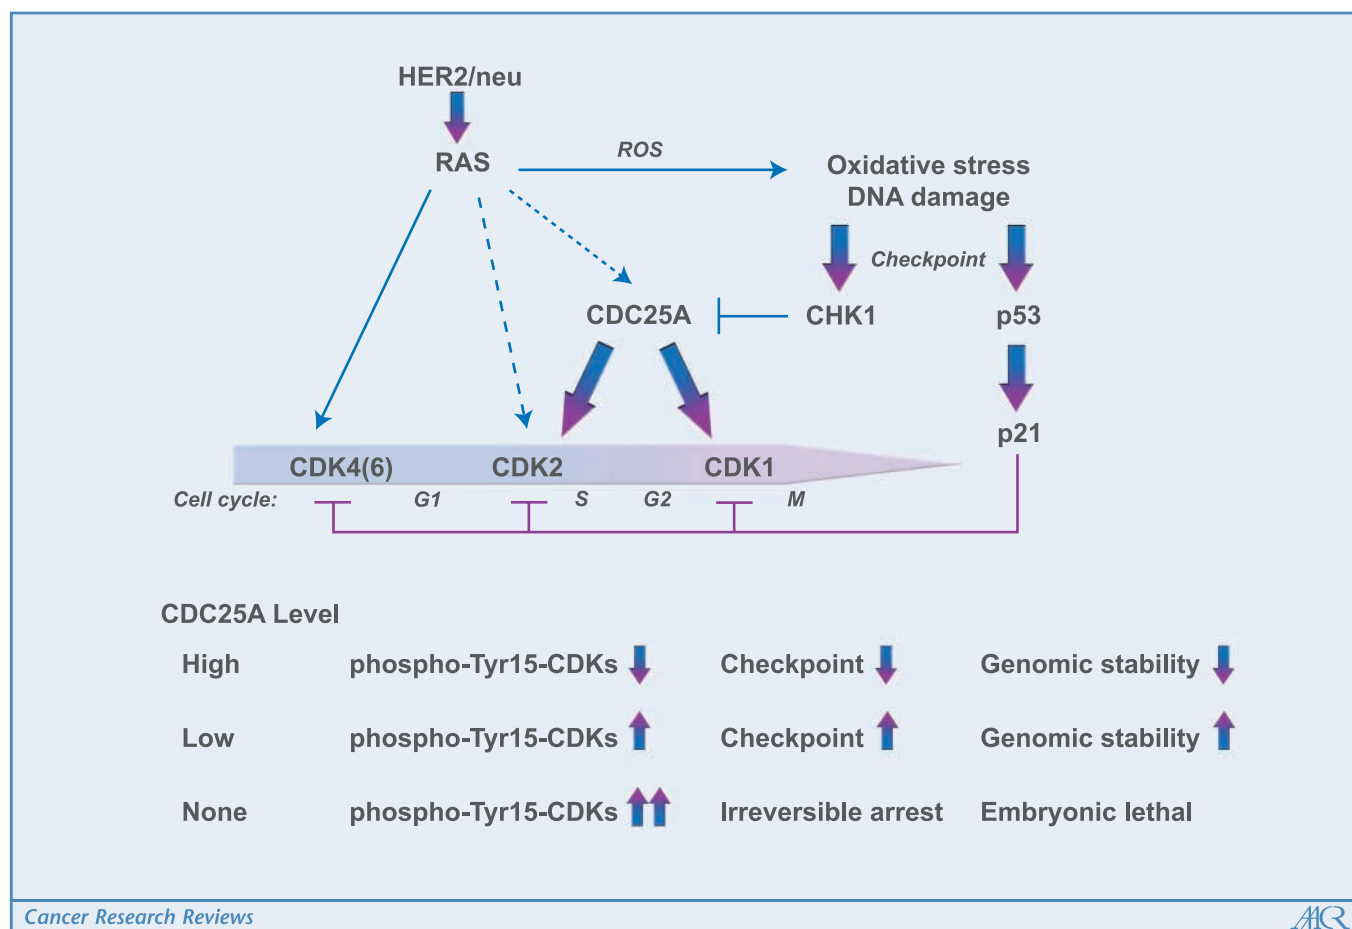 HER2/neu
RAS
ROS
Oxidative stress
DNA damage
Checkpoint
CDC25A
CHK1
p53
p21
CDK4(6) CDK2 CDK1
Cell cycle: G1 S G2 M
CDC25A Level
High phospho-Tyr15-CDKs Checkpoint Genomic stability
Low phospho-Tyr15-CDKs Checkpoint Genomic stability
None phospho-Tyr15-CDKs Irreversible arrest Embryonic lethal
Cancer Research Reviews
AACR